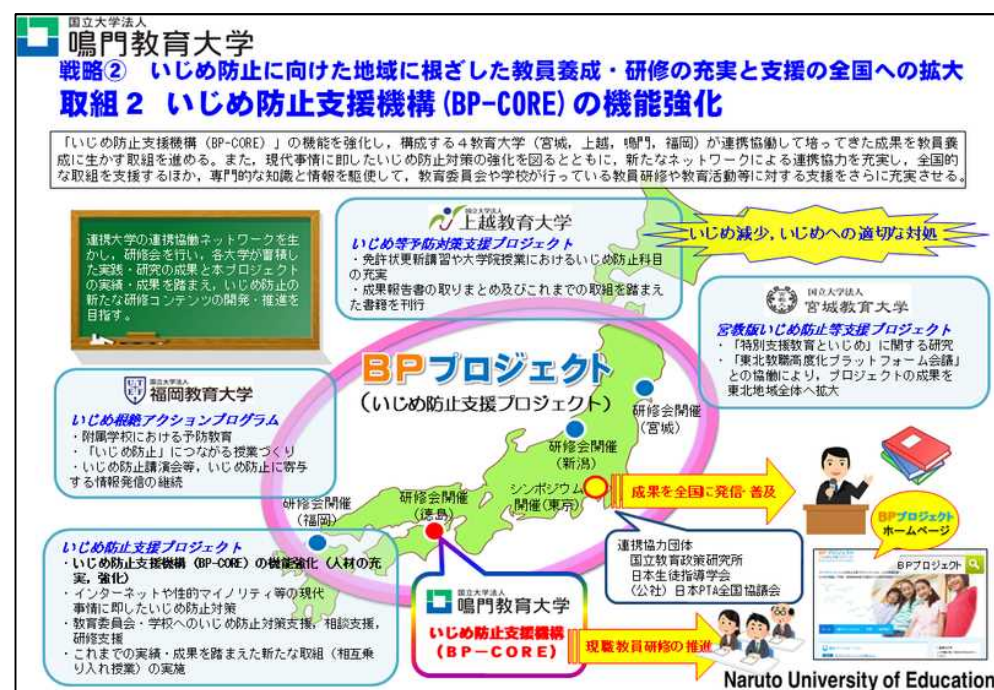 国立大学法人
鳴門教育大学
戦略② いじめ防止に向けた地域に根ざした教員養成・研修の充実と支援の全国への拡大
取組２ いじめ防止支援機構(BP-CORE)の機能強化
「いじめ防止支援機構（BP-CORE）」の機能を強化し，構成する４教育大学（宮城，上越，鳴門，福岡）が連携協働して培ってきた成果を教員養
成に生かす取組を進める。また，現代事情に即したいじめ防止対策の強化を図るとともに，新たなネットワークによる連携協力を充実し，全国的
な取組を支援するほか，専門的な知識と情報を駆使して，教育委員会や学校が行っている教員研修や教育活動等に対する支援をさらに充実させる。
連携大学の連携協働ネットワークを生
かし，研修会を行い，各大学が蓄積し
た実践・研究の成果と本プロジェクト
の実績・成果を踏まえ，いじめ防止の
新たな研修コンテンツの開発・推進を
目指す。
国立大学法人
上越教育大学
いじめ等予防対策支援プロジェクト
・免許状更新講習や大学院授業におけるいじめ防止科目
の充実
・成果報告書の取りまとめ及びこれまでの取組を踏まえ
た書籍を刊行
いじめ減少，いじめへの適切な対処
国立大学法人
宮城教育大学
宮教版いじめ防止等支援プロジェクト
・「特別支援教育といじめ」に関する研究
・「東北教職高度化プラットフォーム会議」
との協働により，プロジェクトの成果を
東北地域全体へ拡大
BPプロジェクト
（いじめ防止支援プロジェクト）
国立大学法人
福岡教育大学
いじめ根絶アクションプログラム
・附属学校における予防教育
・「いじめ防止」につながる授業づくり
・いじめ防止講演会等，いじめ防止に寄与
する情報発信の継続
研修会開催
（宮城）
研修会開催
（新潟）
シンポジウム
開催（東京）
研修会開催
（徳島）
研修会開催
（福岡）
成果を全国に発信・普及
BPプロジェクト
ホームページ
BPプロジェクト
BPプロジェクト
連携協力団体
国立教育政策研究所
日本生徒指導学会
（公社）日本PTA全国協議会
いじめ防止支援プロジェクト
・いじめ防止支援機構（BP-CORE）の機能強化（人材の充
実，強化）
・インターネットや性的マイノリティ等の現代
事情に即したいじめ防止対策
・教育委員会・学校へのいじめ防止対策支援，相談支援，
研修支援
・これまでの実績・成果を踏まえた新たな取組（相互乗
り入れ授業）の実施
国立大学法人
鳴門教育大学
いじめ防止支援機構
（BP－CORE）
現職教員研修の推進
Naruto University of Education